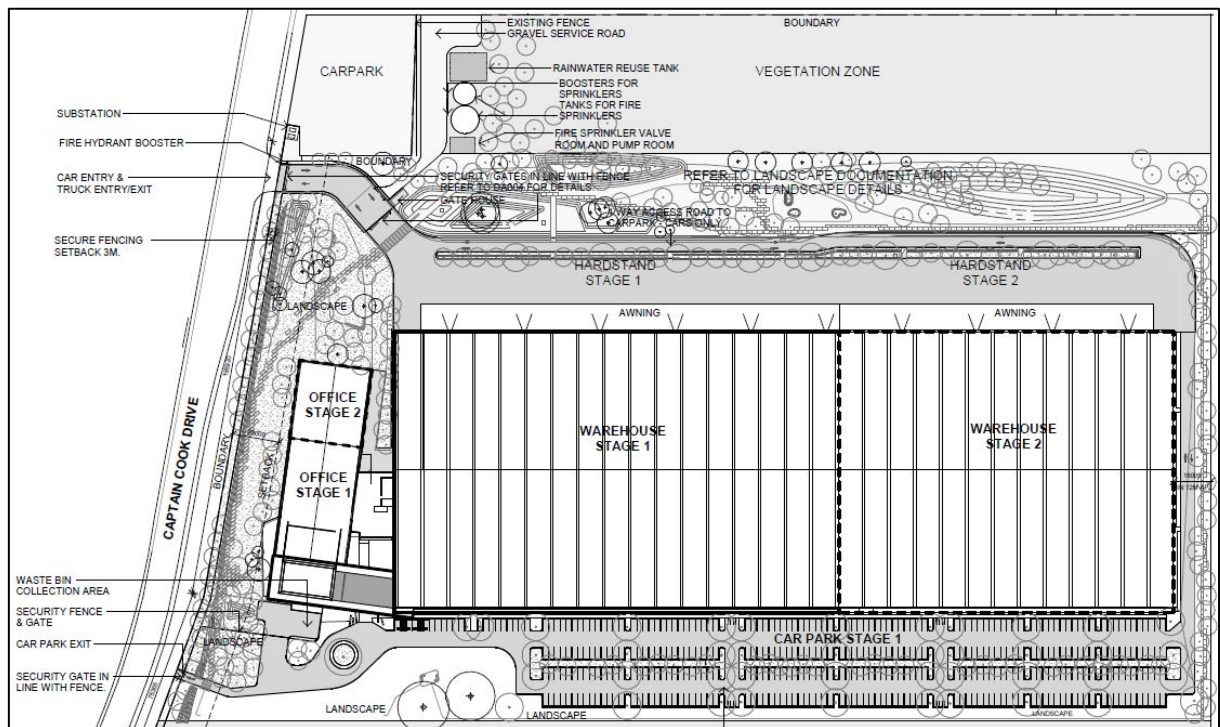 EXISTING FENCE
GRAVEL SERVICE ROAD
BOUNDARY
CARPARK
RAINWATER REUSE TANK
VEGETATION ZONE
BOOSTERS FOR
SPRINKLERS
TANKS FOR FIRE
SPRINKLERS
SUBSTATION
FIRE HYDRANT BOOSTER
FIRE SPRINKLER VALVE
ROOM AND PUMP ROOM
BOUNDARY
CAR ENTRY &
TRUCK ENTRY/EXIT
SECURITY GATES IN LINE WITH FENCE
REFER TO DA004 FOR DETAILS
GATE HOUSE
REFER TO LANDSCAPE DOCUMENTATION
FOR LANDSCAPE DETAILS
WAY ACCESS ROAD TO
CARPARK - CARS ONLY
SECURE FENCING
SETBACK 3M.
HARDSTAND
STAGE 1
HARDSTAND
STAGE 2
LANDSCAPE
AWNING
AWNING
OFFICE
STAGE 2
WAREHOUSE
STAGE 1
WAREHOUSE
STAGE 2
CAPTAIN COOK DRIVE
BOUNDARY
SETBACK
OFFICE
STAGE 1
WASTE BIN
COLLECTION AREA
SECURITY FENCE
& GATE
CAR PARK EXIT
LANDSCAPE
CAR PARK STAGE 1
SECURITY GATE IN
LINE WITH FENCE.
LANDSCAPE
LANDSCAPE
LANDSCAPE